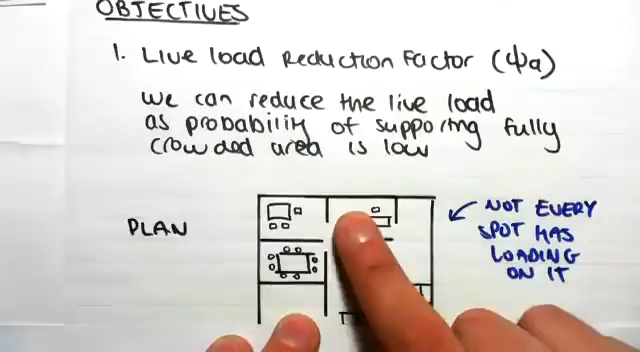 OBJECTIVES
1. Live load Reduction Factor (ψa)
We can reduce the live load
as probability of supporting fully
crowded area is low
PLAN
NOT EVERY
SPOT HAS
LOADING
ON IT